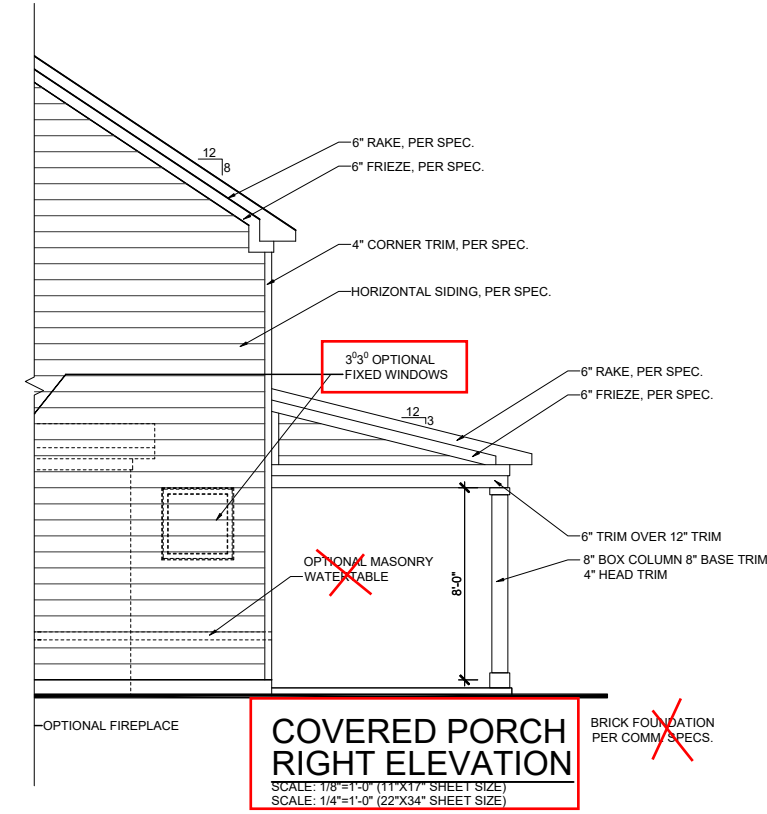 6" RAKE, PER SPEC.
12
8
6" FRIEZE, PER SPEC.
4" CORNER TRIM, PER SPEC.
HORIZONTAL SIDING, PER SPEC.
3⁰3⁰ OPTIONAL
FIXED WINDOWS
6" RAKE, PER SPEC.
6" FRIEZE, PER SPEC.
12
3
6" TRIM OVER 12" TRIM
8" BOX COLUMN 8" BASE TRIM
4" HEAD TRIM
OPTIONAL MASONRY
WATERTABLE
8'-0"
OPTIONAL FIREPLACE
COVERED PORCH
RIGHT ELEVATION
SCALE: 1/8"=1'-0" (11"X17" SHEET SIZE)
SCALE: 1/4"=1'-0" (22"X34" SHEET SIZE)
BRICK FOUNDATION
PER COMM. SPECS.